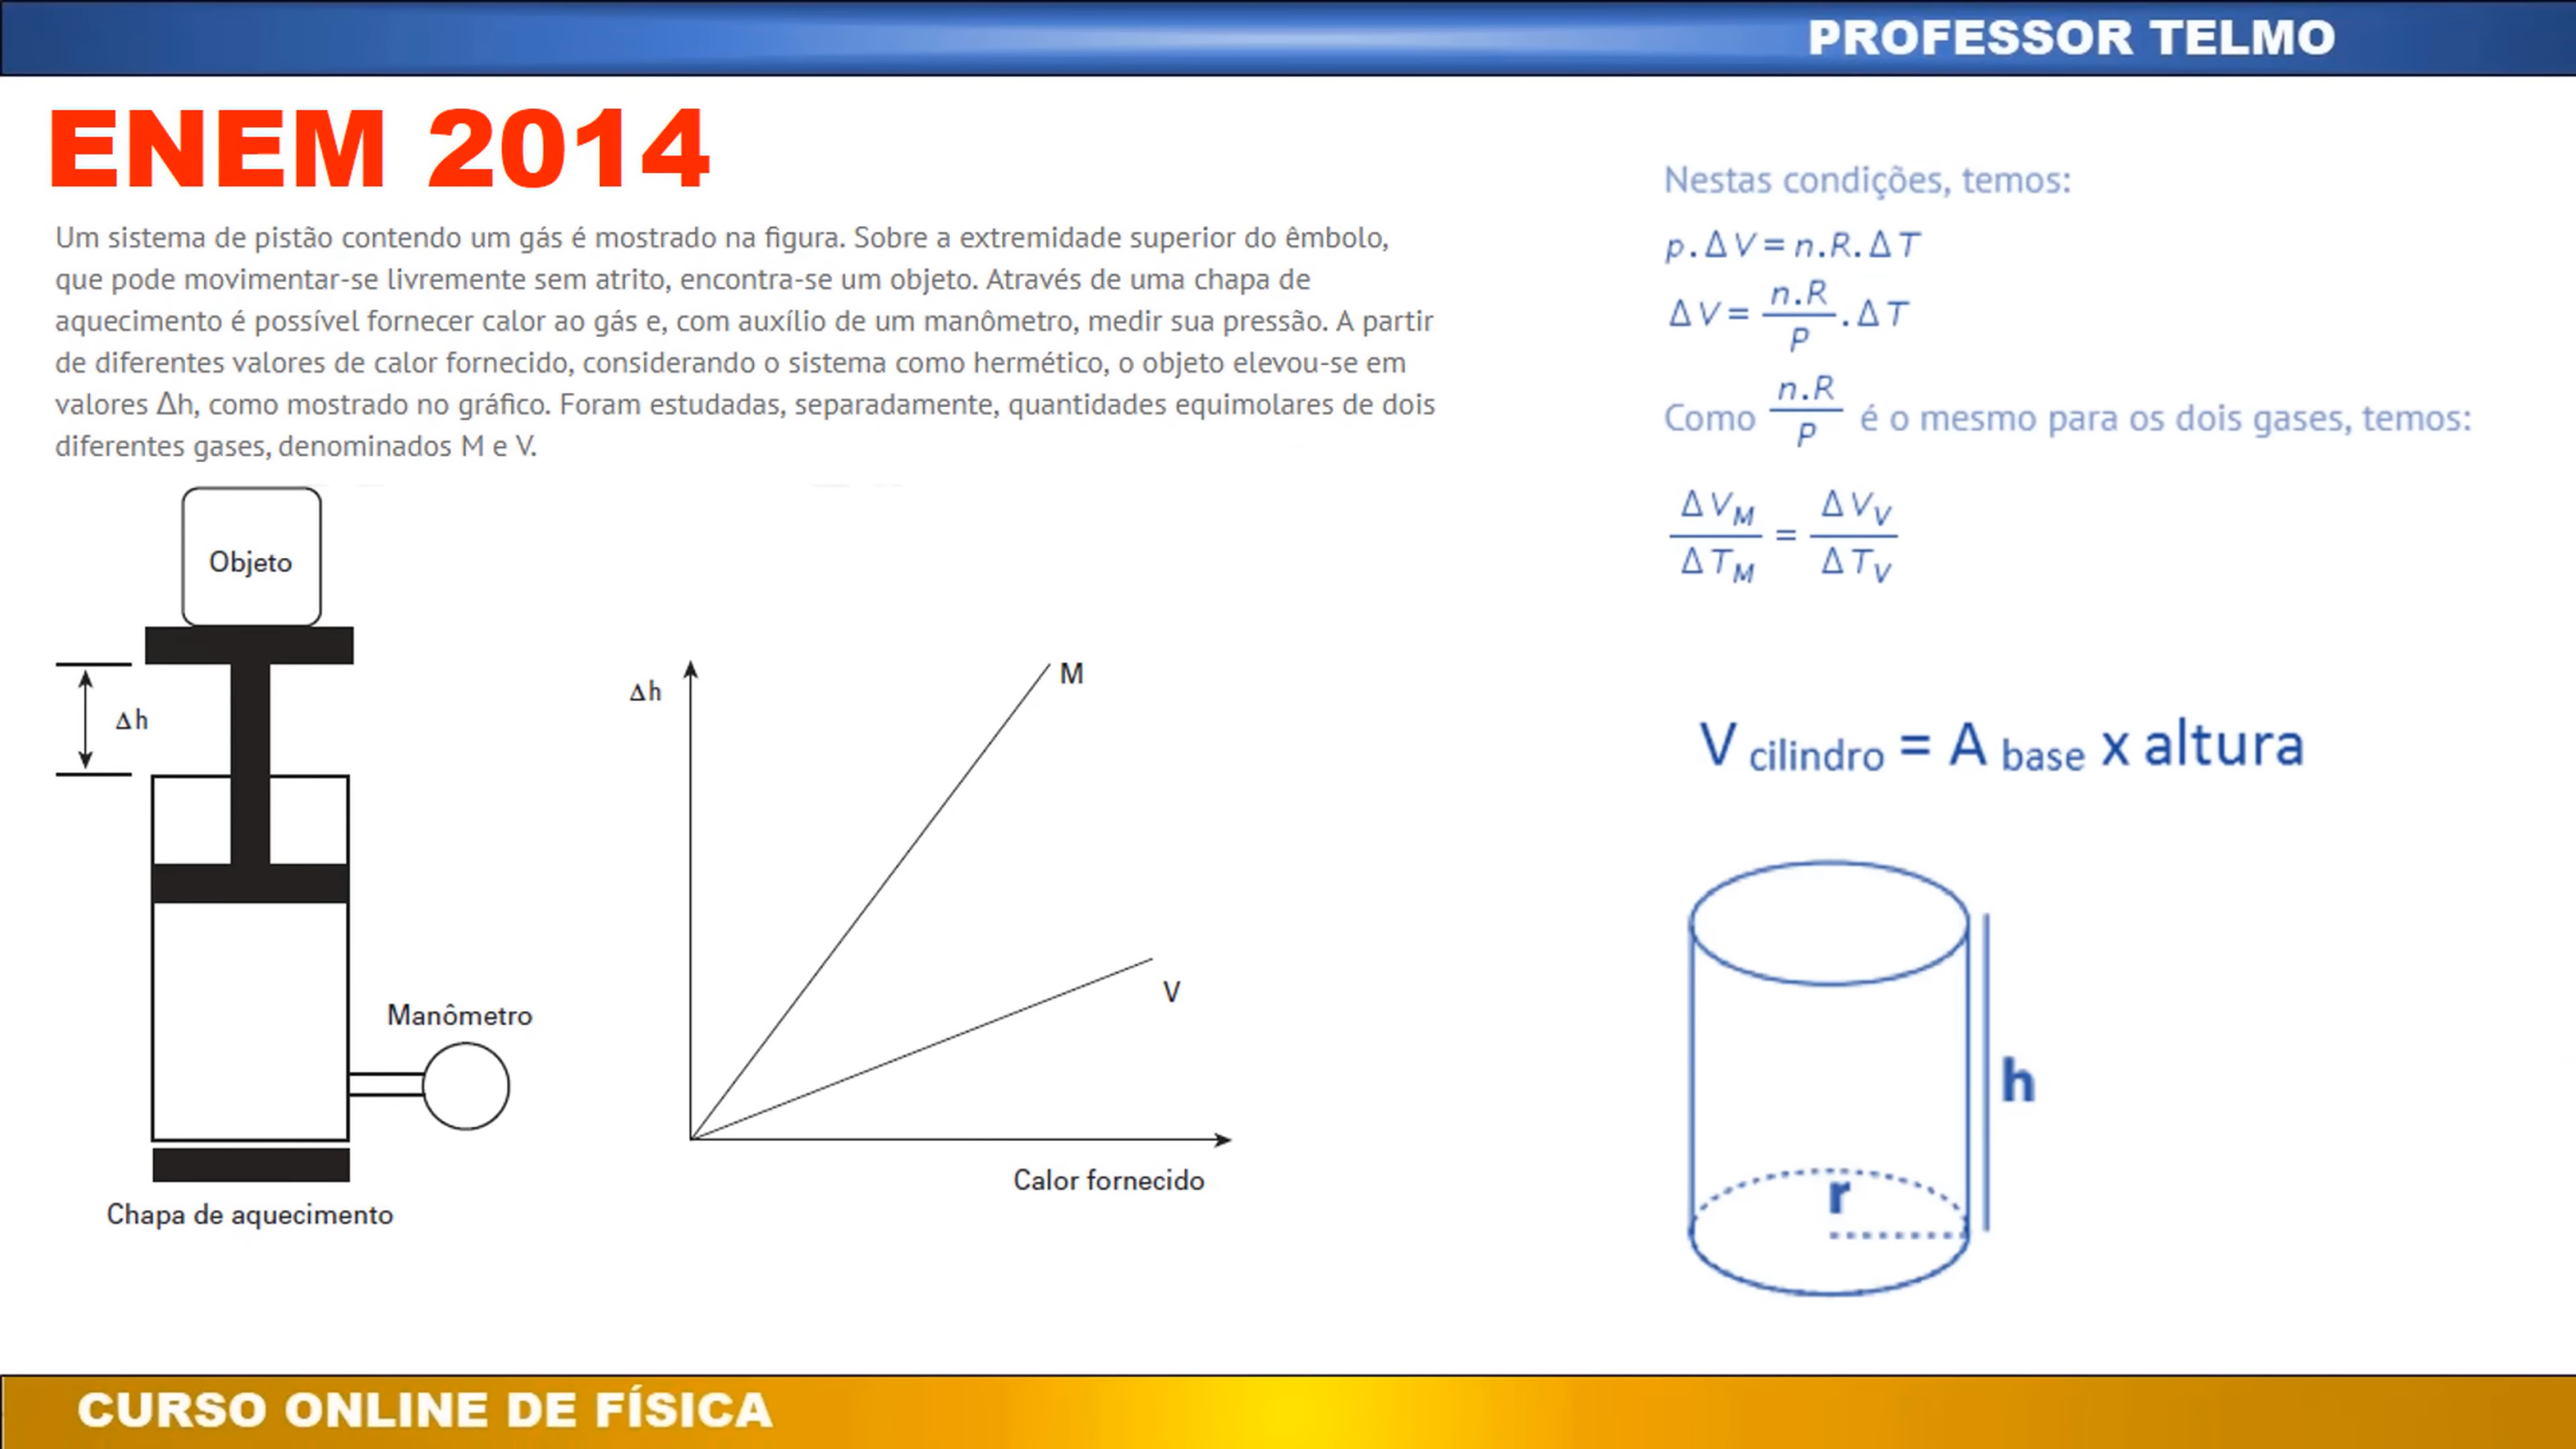 PROFESSOR TELMO
ENEM 2014
Um sistema de pistão contendo um gás é mostrado na figura. Sobre a extremidade superior do êmbolo,
que pode movimentar-se livremente sem atrito, encontra-se um objeto. Através de uma chapa de
aquecimento é possível fornecer calor ao gás e, com auxílio de um manômetro, medir sua pressão. A partir
de diferentes valores de calor fornecido, considerando o sistema como hermético, o objeto elevou-se em
valores Δh, como mostrado no gráfico. Foram estudadas, separadamente, quantidades equimolares de dois
diferentes gases, denominados M e V.
Objeto
Δh
Manômetro
Chapa de aquecimento
Δh
M
V
Calor fornecido
Nestas condições, temos:
p.ΔV=n.R.ΔT
ΔV= n.R/P .ΔT
Como n.R/P é o mesmo para os dois gases, temos:
ΔV_M/ΔT_M = ΔV_V/ΔT_V
V cilindro = A base x altura
h
r
CURSO ONLINE DE FÍSICA